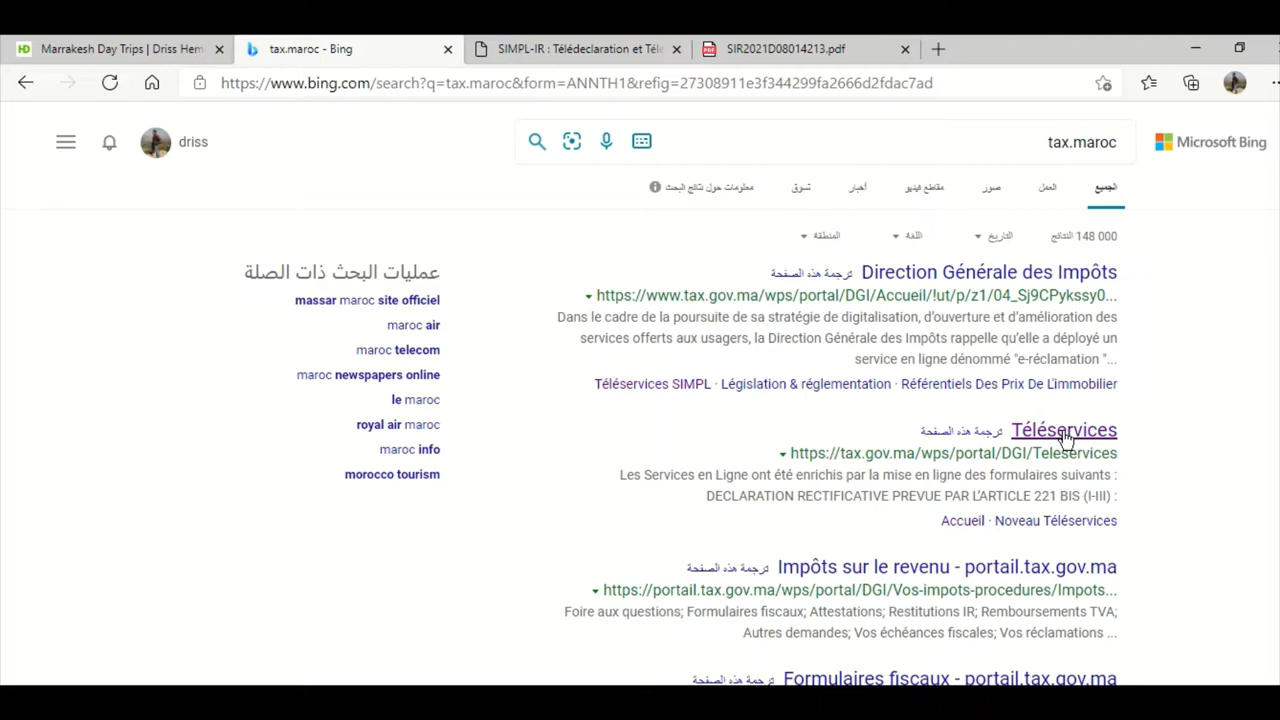 Marrakesh Day Trips | Driss Hem
tax.maroc - Bing
SIMPL-IR : Télédeclaration et Téle
SIR2021D08014213.pdf
https://www.bing.com/search?q=tax.maroc&form=ANNTH1&refig=27308911e3f344299fa2666d2fdac7ad
driss
tax.maroc
Microsoft Bing
الجميع
العمل
صور
مقاطع فيديو
أخبار
تسوق
معلومات حول نتائج البحث
148 000 النتائج
التاريخ
اللغة
المنطقة
Direction Générale des Impôts ترجمة هذه الصفحة
https://www.tax.gov.ma/wps/portal/DGI/Accueil/!ut/p/z1/04_Sj9CPykssy0...
Dans le cadre de la poursuite de sa stratégie de digitalisation, d'ouverture et d'amélioration des
services offerts aux usagers, la Direction Générale des Impôts rappelle qu'elle a déployé un
service en ligne dénommé "e-réclamation "...
Téléservices SIMPL · Législation & réglementation · Référentiels Des Prix De L'immobilier
Téléservices ترجمة هذه الصفحة
https://tax.gov.ma/wps/portal/DGI/Teleservices
Les Services en Ligne ont été enrichis par la mise en ligne des formulaires suivants :
DECLARATION RECTIFICATIVE PREVUE PAR L'ARTICLE 221 BIS (I-III) :
Accueil · Noveau Téléservices
Impôts sur le revenu - portail.tax.gov.ma ترجمة هذه الصفحة
https://portail.tax.gov.ma/wps/portal/DGI/Vos-impots-procedures/Impots...
Foire aux questions; Formulaires fiscaux; Attestations; Restitutions IR; Remboursements TVA;
Autres demandes; Vos échéances fiscales; Vos réclamations ...
Formulaires fiscaux - portail.tax.gov.ma ترجمة هذه الصفحة
عمليات البحث ذات الصلة
massar maroc site officiel
maroc air
maroc telecom
maroc newspapers online
le maroc
royal air maroc
maroc info
morocco tourism